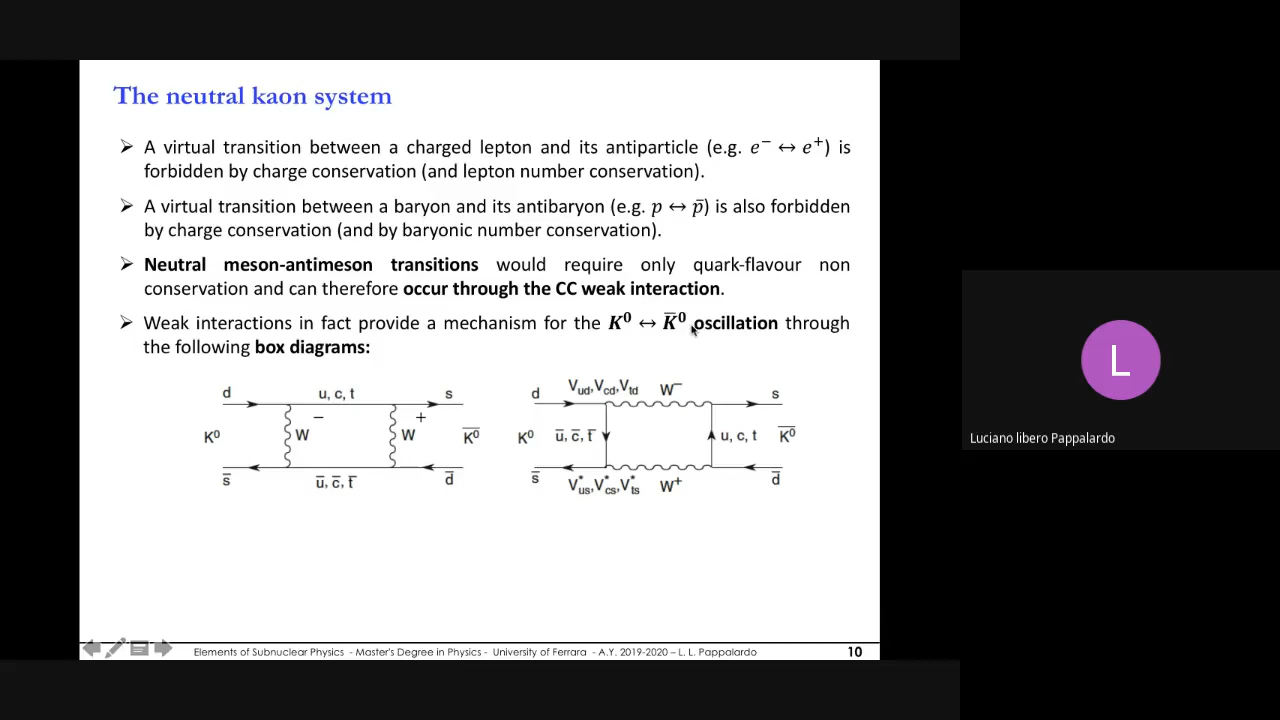 The neutral kaon system
➢ A virtual transition between a charged lepton and its antiparticle (e.g. e⁻ ↔ e⁺) is
forbidden by charge conservation (and lepton number conservation).
➢ A virtual transition between a baryon and its antibaryon (e.g. p ↔ p̄) is also forbidden
by charge conservation (and by baryonic number conservation).
➢ Neutral meson-antimeson transitions would require only quark-flavour non
conservation and can therefore occur through the CC weak interaction.
➢ Weak interactions in fact provide a mechanism for the K⁰ ↔ K̄⁰ oscillation through
the following box diagrams:
d u, c, t s
− +
K⁰ W W K̄⁰
s̄ ū, c̄, t̄ d̄
d V_ud, V_cd, V_td W⁻ s
K⁰ ū, c̄, t̄ u, c, t K̄⁰
s̄ V*_us, V*_cs, V*_ts W⁺ d̄
L
Luciano libero Pappalardo
Elements of Subnuclear Physics - Master's Degree in Physics - University of Ferrara - A.Y. 2019-2020 – L. L. Pappalardo 10